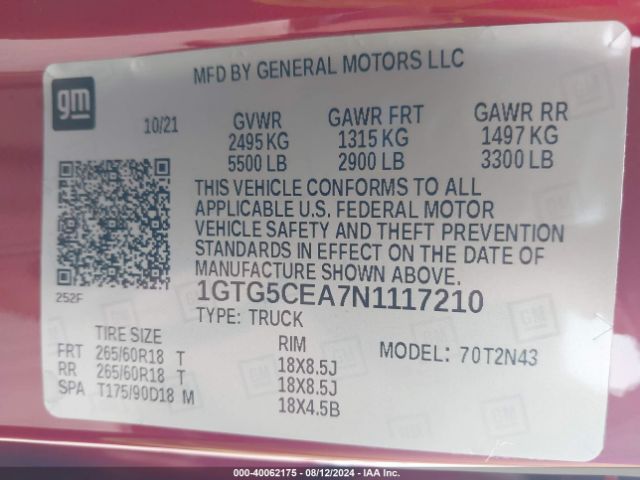 gm
MFD BY GENERAL MOTORS LLC
10/21
GVWR GAWR FRT GAWR RR
2495 KG 1315 KG 1497 KG
5500 LB 2900 LB 3300 LB
THIS VEHICLE CONFORMS TO ALL
APPLICABLE U.S. FEDERAL MOTOR
VEHICLE SAFETY AND THEFT PREVENTION
STANDARDS IN EFFECT ON THE DATE OF
MANUFACTURE SHOWN ABOVE.
252F
1GTG5CEA7N1117210
TYPE: TRUCK
TIRE SIZE RIM
FRT 265/60R18 T 18X8.5J
RR 265/60R18 T 18X8.5J
SPA T175/90D18 M 18X4.5B
MODEL: 70T2N43
000-40062175 - 08/12/2024 - IAA Inc.